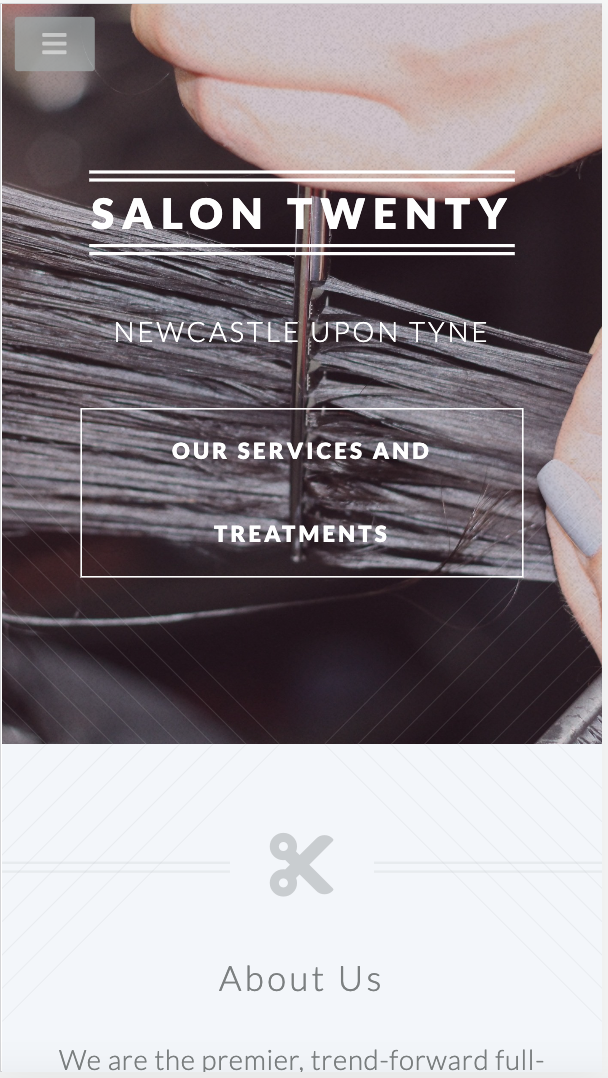 SALON TWENTY
NEWCASTLE UPON TYNE
OUR SERVICES AND
TREATMENTS
About Us
We are the premier, trend-forward full-